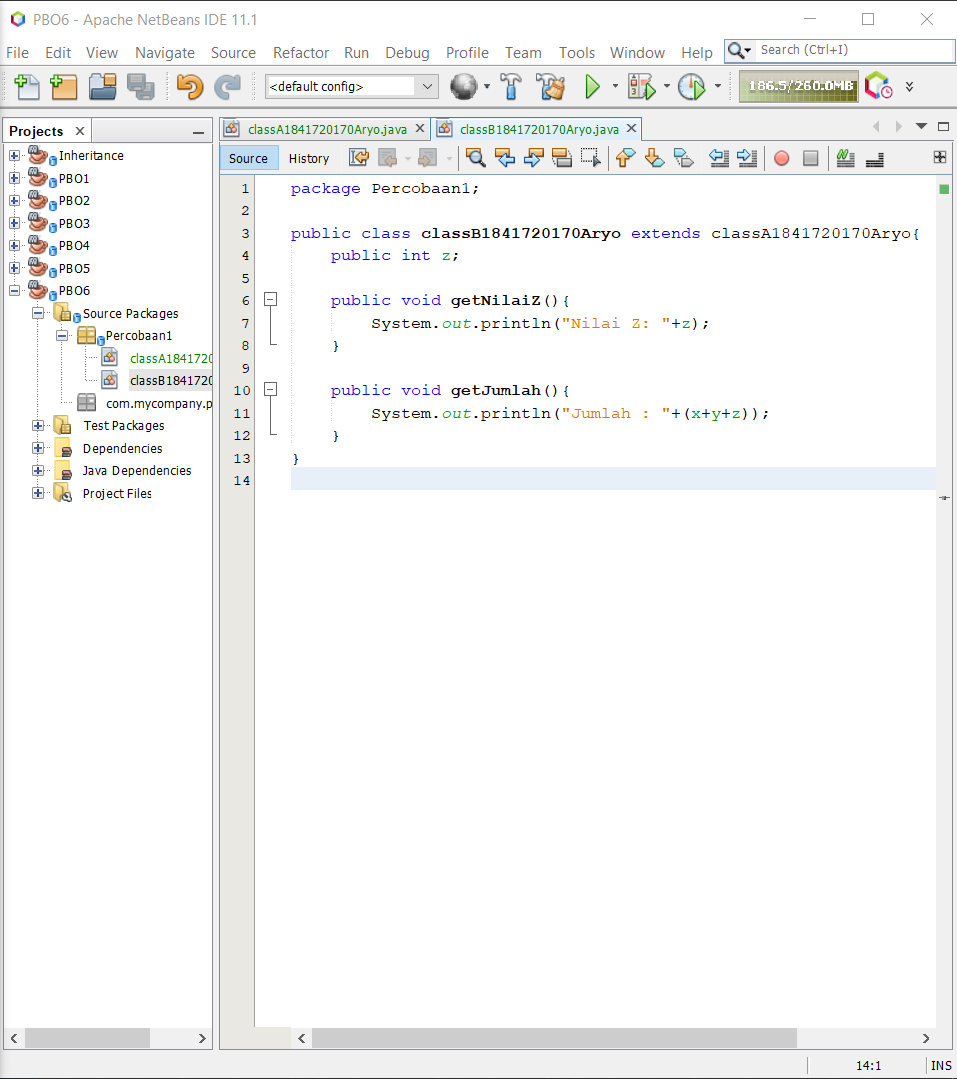 PBO6 - Apache NetBeans IDE 11.1
File Edit View Navigate Source Refactor Run Debug Profile Team Tools Window Help Search (Ctrl+I)
<default config> 186.5/260.0MB
Projects
Inheritance
PBO1
PBO2
PBO3
PBO4
PBO5
PBO6
Source Packages
Percobaan1
classA184172
classB184172
com.mycompany.p
Test Packages
Dependencies
Java Dependencies
Project Files
classA1841720170Aryo.java classB1841720170Aryo.java
Source History
1 package Percobaan1;
2
3 public class classB1841720170Aryo extends classA1841720170Aryo{
4 public int z;
5
6 public void getNilaiZ(){
7 System.out.println("Nilai Z: "+z);
8 }
9
10 public void getJumlah(){
11 System.out.println("Jumlah : "+(x+y+z));
12 }
13 }
14
14:1 INS